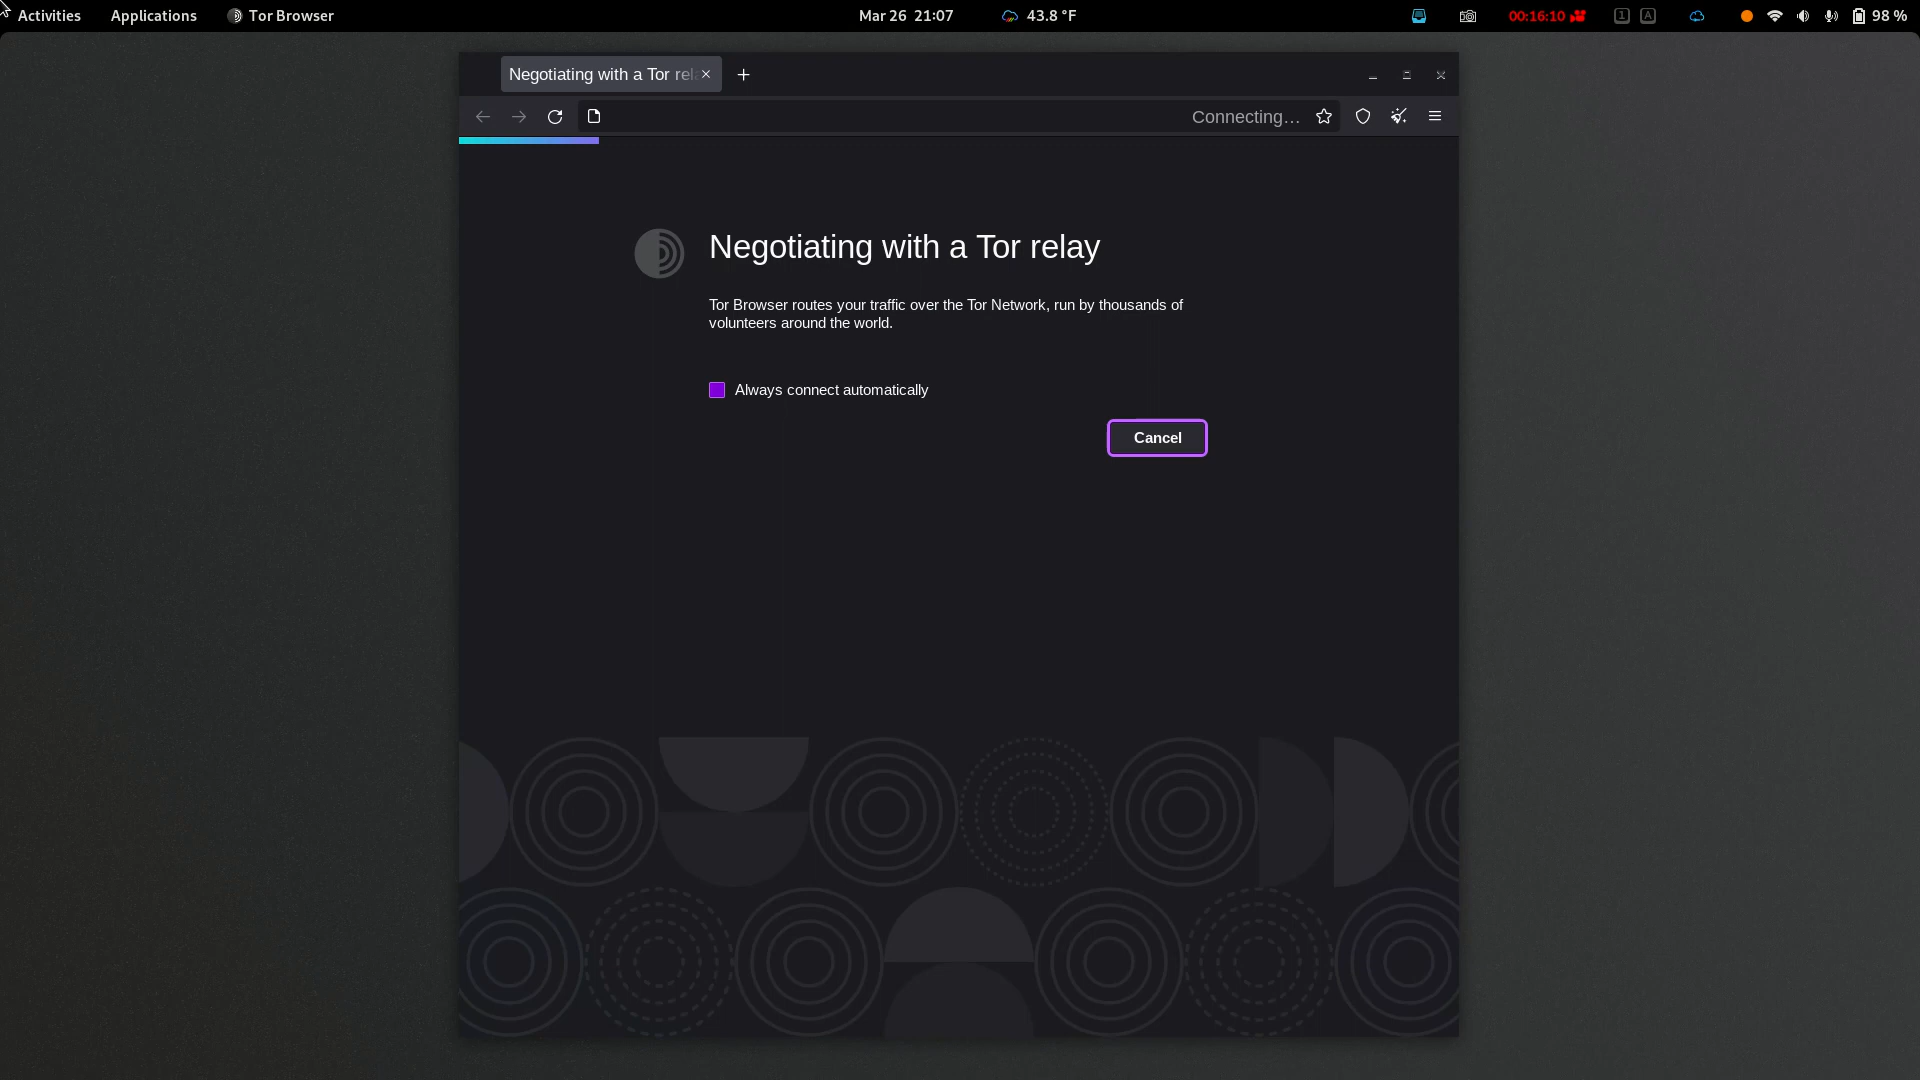 Activities Applications Tor Browser Mar 26 21:07 43.8 °F 00:16:10 1 A 98 %
Negotiating with a Tor rela
Connecting...
Negotiating with a Tor relay
Tor Browser routes your traffic over the Tor Network, run by thousands of
volunteers around the world.
Always connect automatically
Cancel